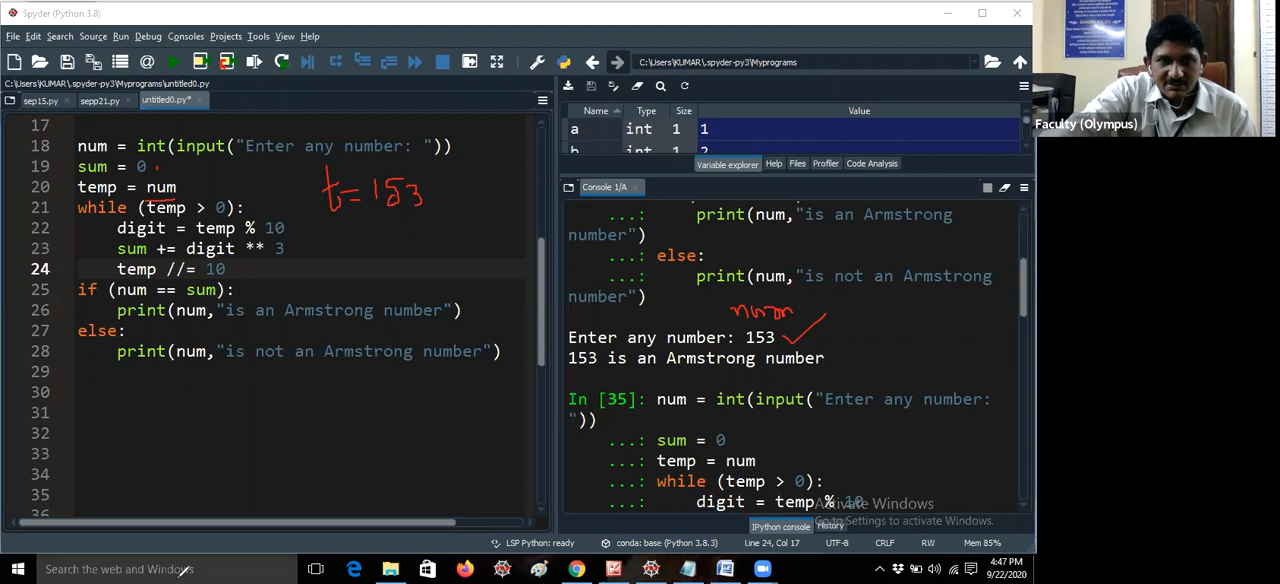 Spyder (Python 3.8)
File Edit Search Source Run Debug Consoles Projects Tools View Help
C:\Users\KUMAR\.spyder-py3\Myprograms
C:\Users\KUMAR\.spyder-py3\Myprograms\untitled0.py
sep15.py sepp21.py untitled0.py*
17
18 num = int(input("Enter any number: "))
19 sum = 0
20 temp = num
21 while (temp > 0):
22 digit = temp % 10
23 sum += digit ** 3
24 temp //= 10
25 if (num == sum):
26 print(num,"is an Armstrong number")
27 else:
28 print(num,"is not an Armstrong number")
29
30
31
32
33
34
35
36
t=153
Name Type Size Value
a int 1 1
b int 1 2
Variable explorer Help Files Profiler Code Analysis
Console 1/A
...: print(num,"is an Armstrong
number")
...: else:
...: print(num,"is not an Armstrong
number")
num
Enter any number: 153
153 is an Armstrong number
In [35]: num = int(input("Enter any number:
"))
...: sum = 0
...: temp = num
...: while (temp > 0):
...: digit = temp % 10
Activate Windows
Go to Settings to activate Windows.
IPython console History
LSP Python: ready conda: base (Python 3.8.3) Line 24, Col 17 UTF-8 CRLF RW Mem 85%
Faculty (Olympus)
Type here to search
4:47 PM
9/22/2020